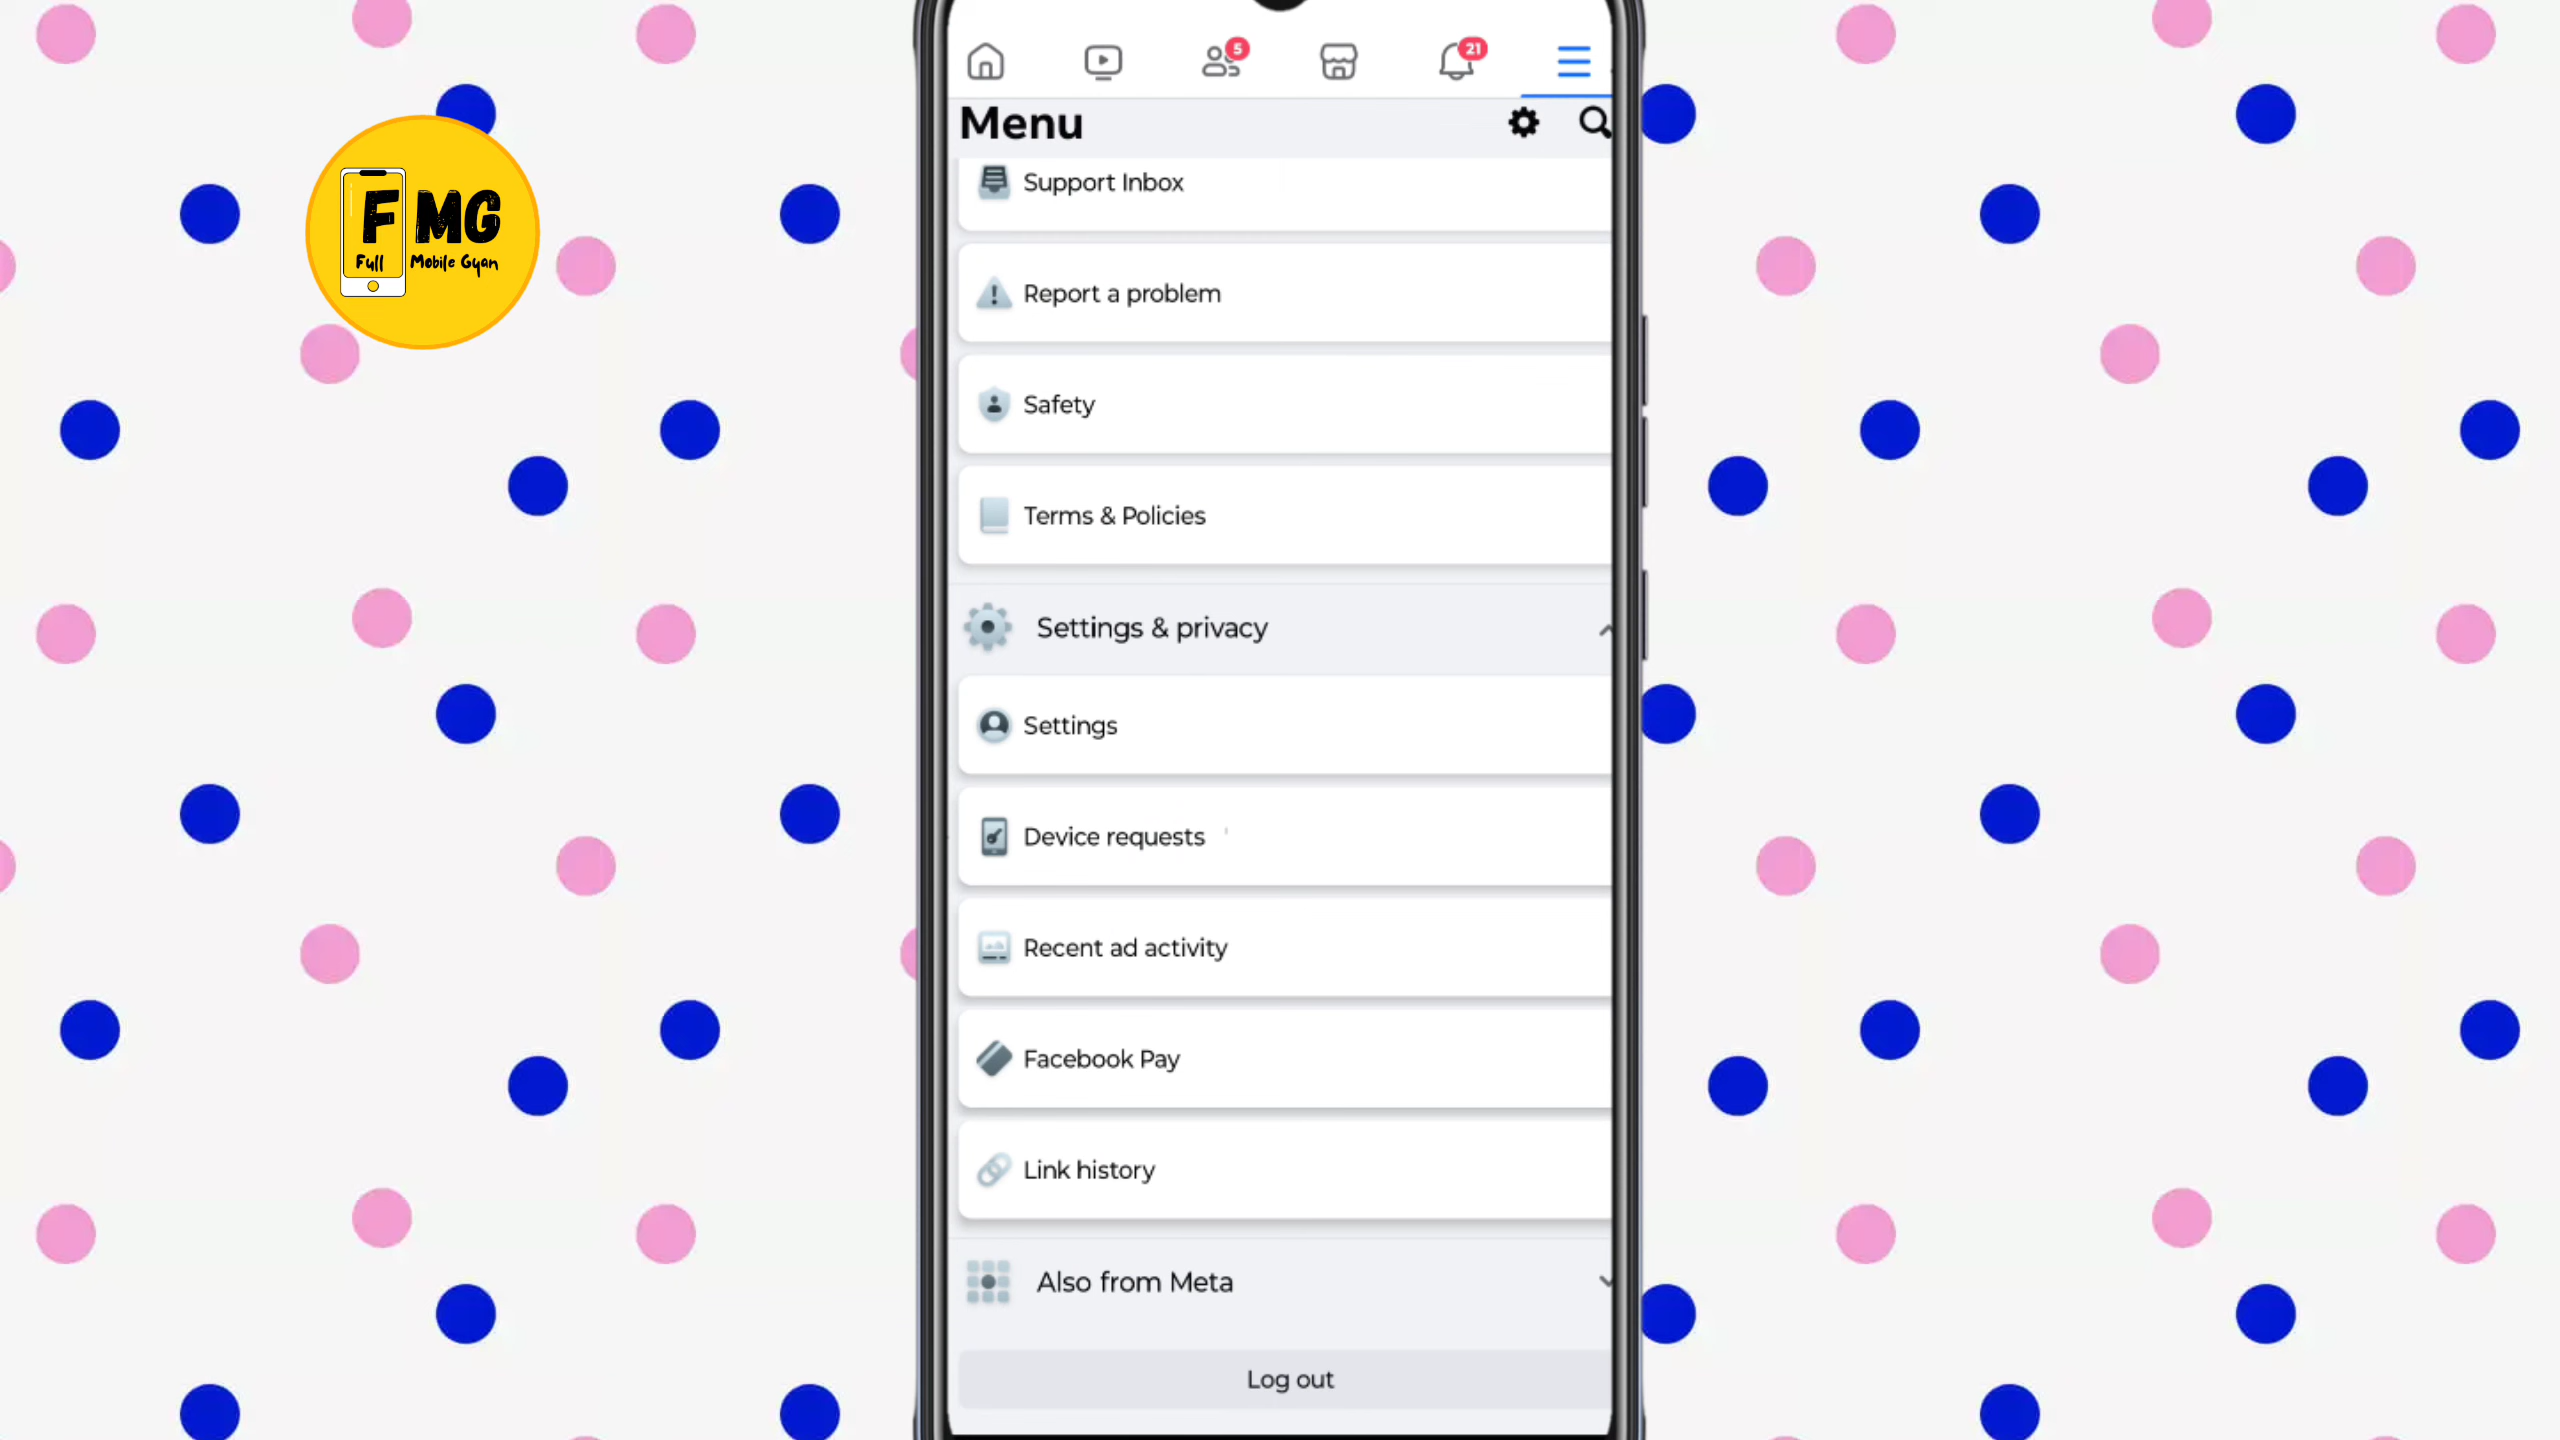 F MG
Full Mobile Gyan
5
21
Menu
Support Inbox
Report a problem
Safety
Terms & Policies
Settings & privacy
Settings
Device requests
Recent ad activity
Facebook Pay
Link history
Also from Meta
Log out